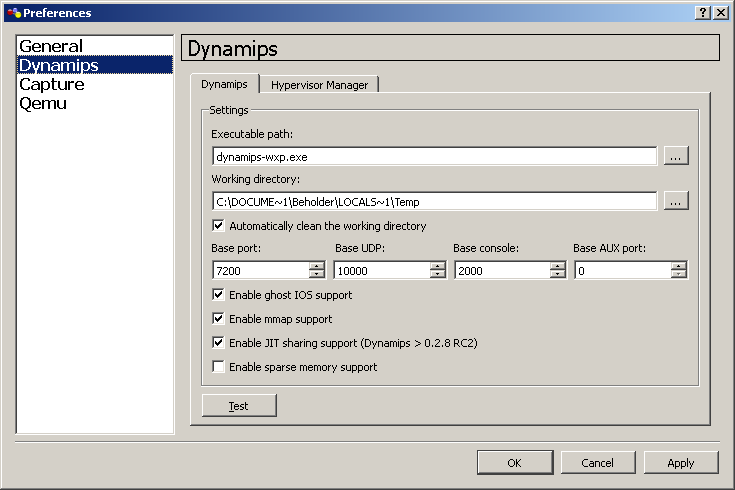 Preferences
General
Dynamips
Capture
Qemu
Dynamips
Dynamips Hypervisor Manager
Settings
Executable path:
dynamips-wxp.exe ...
Working directory:
C:\DOCUME~1\Beholder\LOCALS~1\Temp ...
Automatically clean the working directory
Base port: Base UDP: Base console: Base AUX port:
7200 10000 2000 0
Enable ghost IOS support
Enable mmap support
Enable JIT sharing support (Dynamips > 0.2.8 RC2)
Enable sparse memory support
Test
OK Cancel Apply